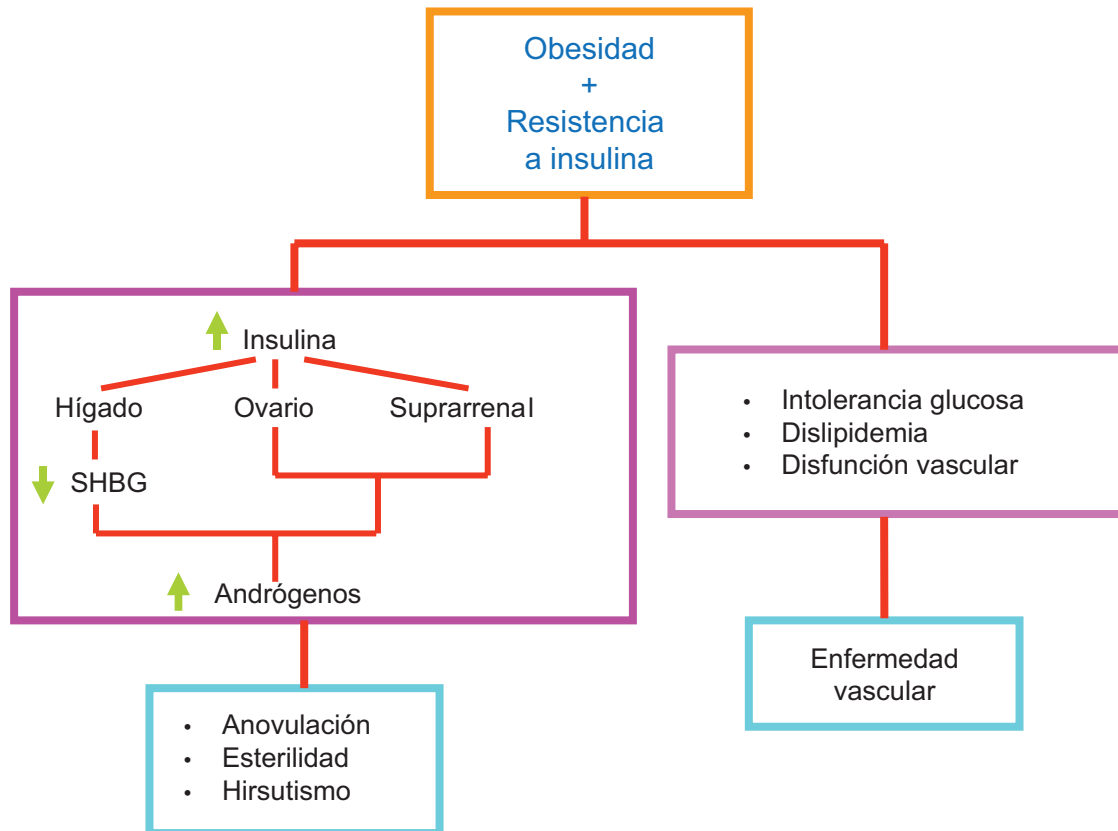 Obesidad
+
Resistencia
a insulina
Insulina
Hígado Ovario Suprarrenal
SHBG
Andrógenos
• Anovulación
• Esterilidad
• Hirsutismo
• Intolerancia glucosa
• Dislipidemia
• Disfunción vascular
Enfermedad
vascular